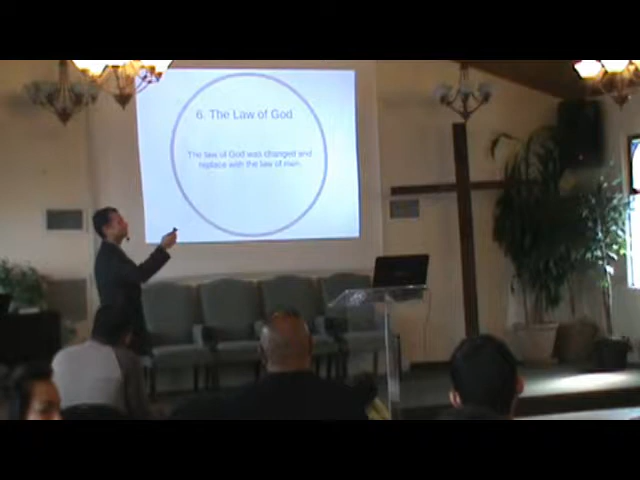 6. The Law of God
The law of God was changed and
replace with the law of man.